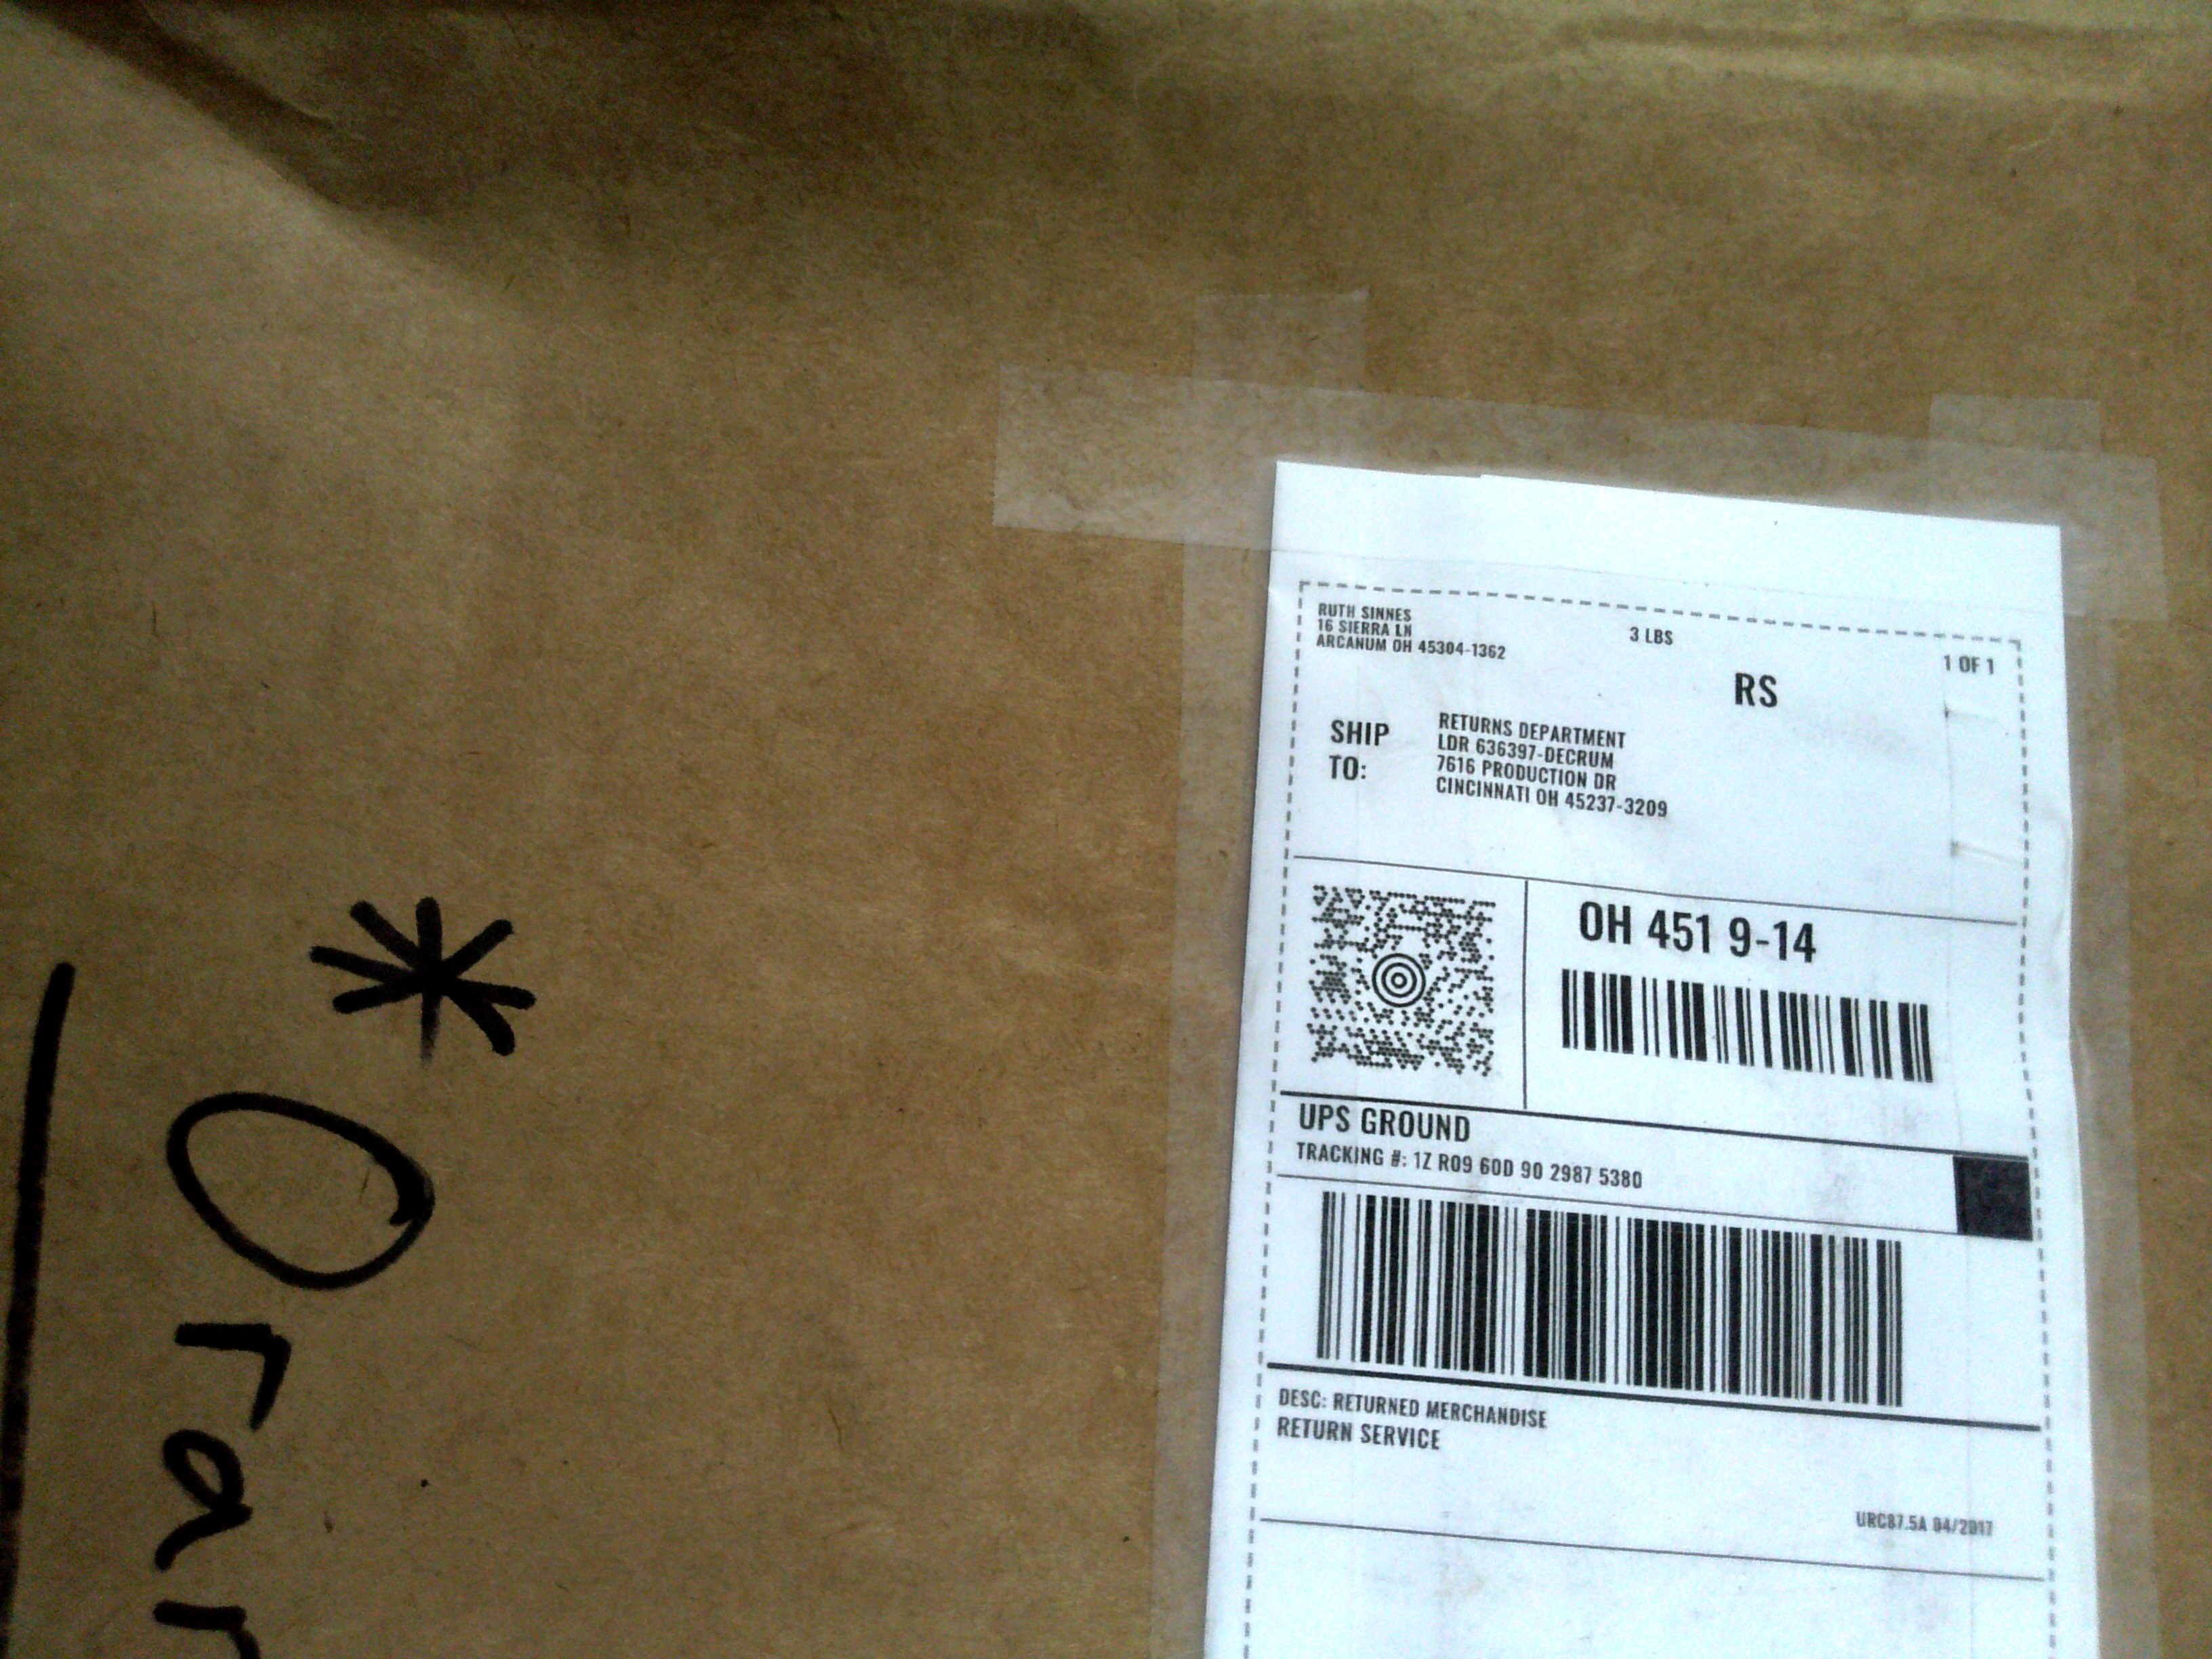 RUTH SINNES
16 SIERRA LN
ARCANUM OH 45304-1362
3 LBS
1 OF 1
RS
SHIP TO:
RETURNS DEPARTMENT
LDR 636397-DECRUM
7616 PRODUCTION DR
CINCINNATI OH 45237-3209
OH 451 9-14
UPS GROUND
TRACKING #: 1Z R09 60D 90 2987 5380
DESC: RETURNED MERCHANDISE
RETURN SERVICE
URC87.5A 04/2017
* Oran